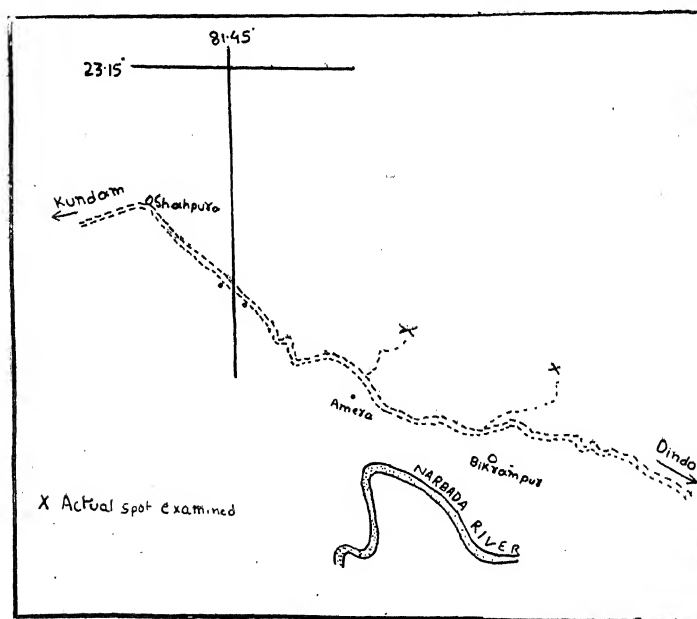 81·45'
23·15°
Kundam
Shahpura
X
X
Amera
Dindo
Bikrampur
NARBADA RIVER
X Actual spot examined